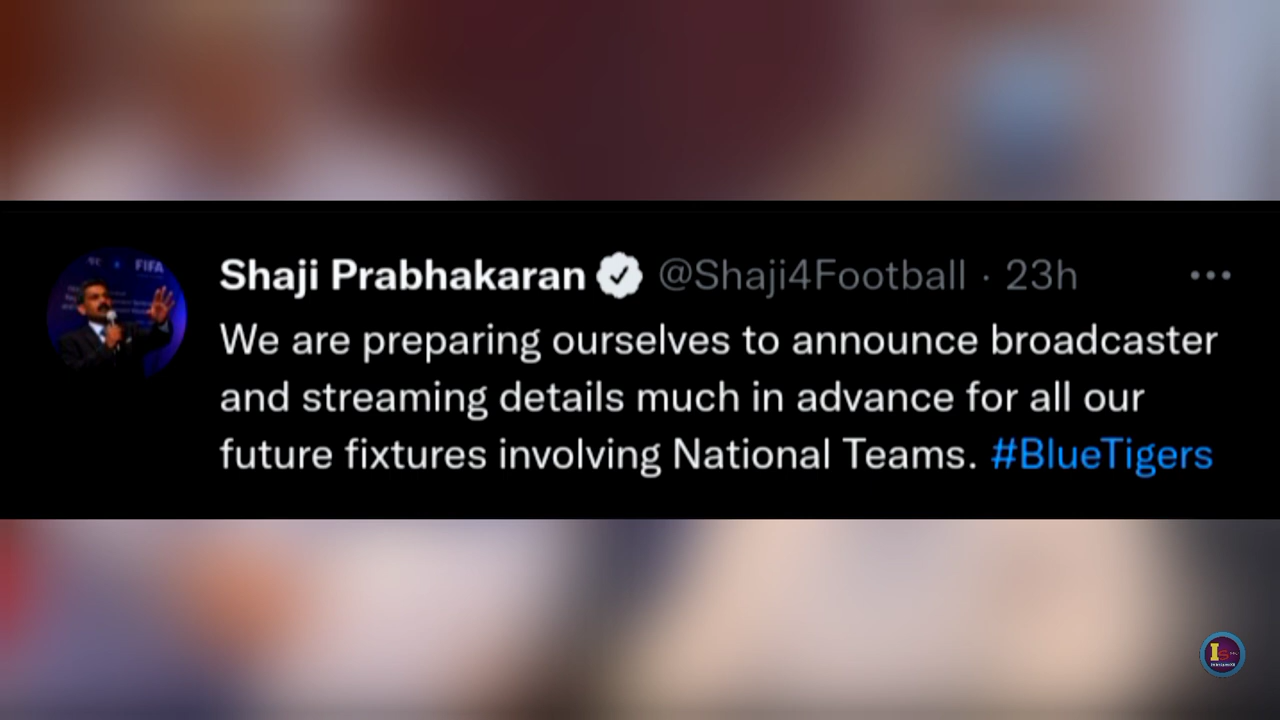 Shaji Prabhakaran @Shaji4Football · 23h
We are preparing ourselves to announce broadcaster
and streaming details much in advance for all our
future fixtures involving National Teams. #BlueTigers
FIFA